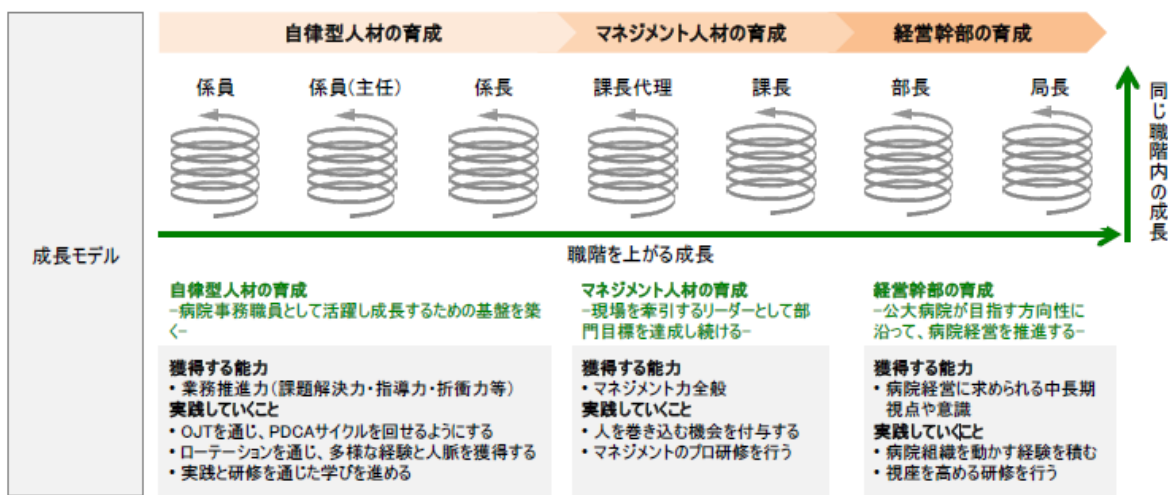 自律型人材の育成
マネジメント人材の育成
経営幹部の育成
係員
係員(主任)
係長
課長代理
課長
部長
局長
同じ職階内の成長
成長モデル
職階を上がる成長
自律型人材の育成
-病院事務職員として活躍し成長するための基盤を築
く-
獲得する能力
• 業務推進力(課題解決力・指導力・折衝力等)
実践していくこと
• OJTを通じ、PDCAサイクルを回せるようにする
• ローテーションを通じ、多様な経験と人脈を獲得する
• 実践と研修を通じた学びを進める
マネジメント人材の育成
-現場を牽引するリーダーとして部
門目標を達成し続ける-
獲得する能力
• マネジメント力全般
実践していくこと
• 人を巻き込む機会を付与する
• マネジメントのプロ研修を行う
経営幹部の育成
-公大病院が目指す方向性に
沿って、病院経営を推進する-
獲得する能力
• 病院経営に求められる中長期
視点や意識
実践していくこと
• 病院組織を動かす経験を積む
• 視座を高める研修を行う